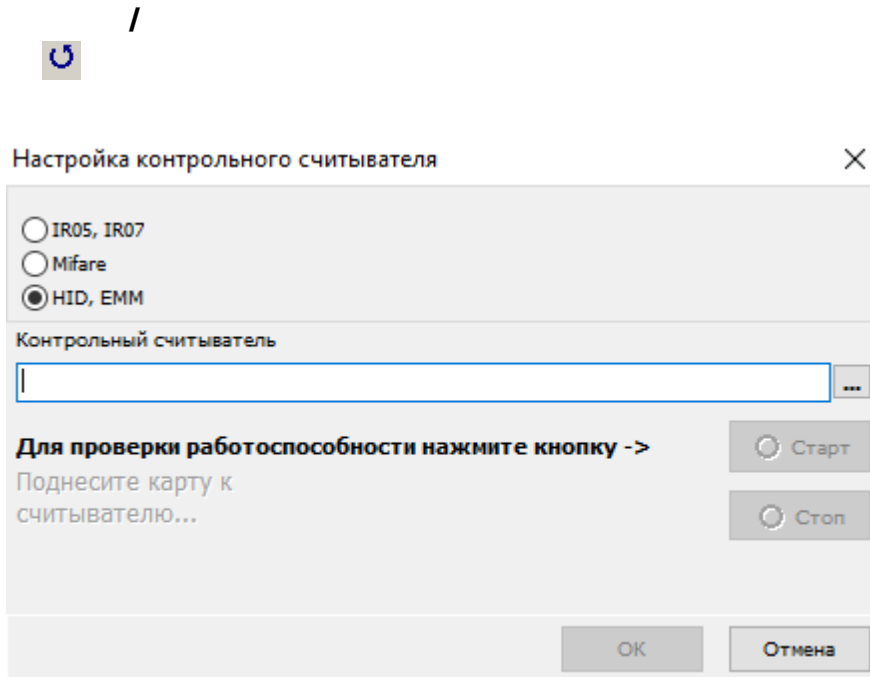 /
Настройка контрольного считывателя
IR05, IR07
Mifare
HID, EMM
Контрольный считыватель
...
Для проверки работоспособности нажмите кнопку ->
Старт
Поднесите карту к
считывателю...
Стоп
OK
Отмена